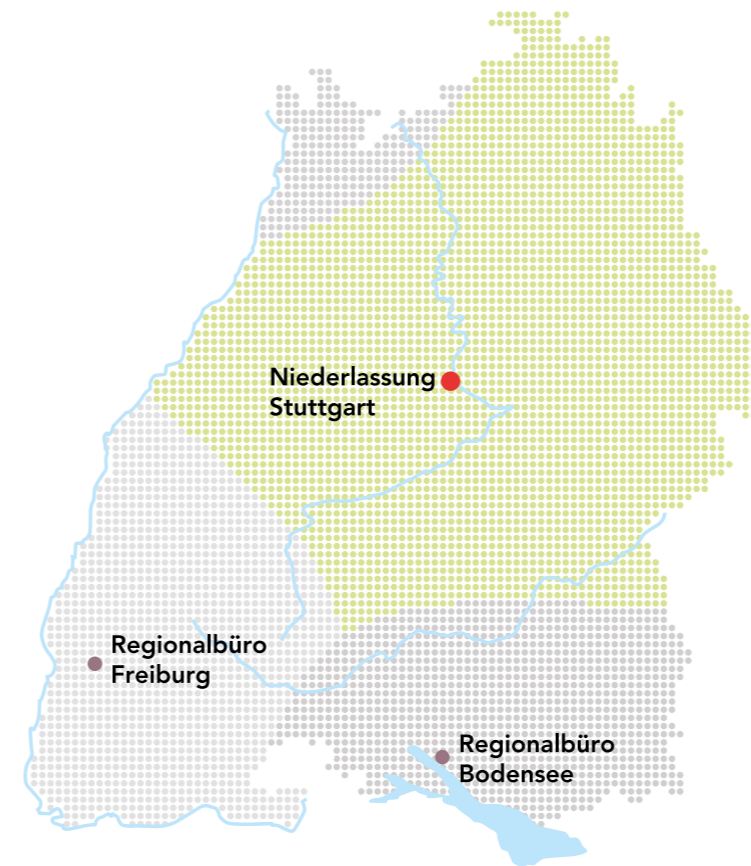 Niederlassung
Stuttgart
Regionalbüro
Freiburg
Regionalbüro
Bodensee